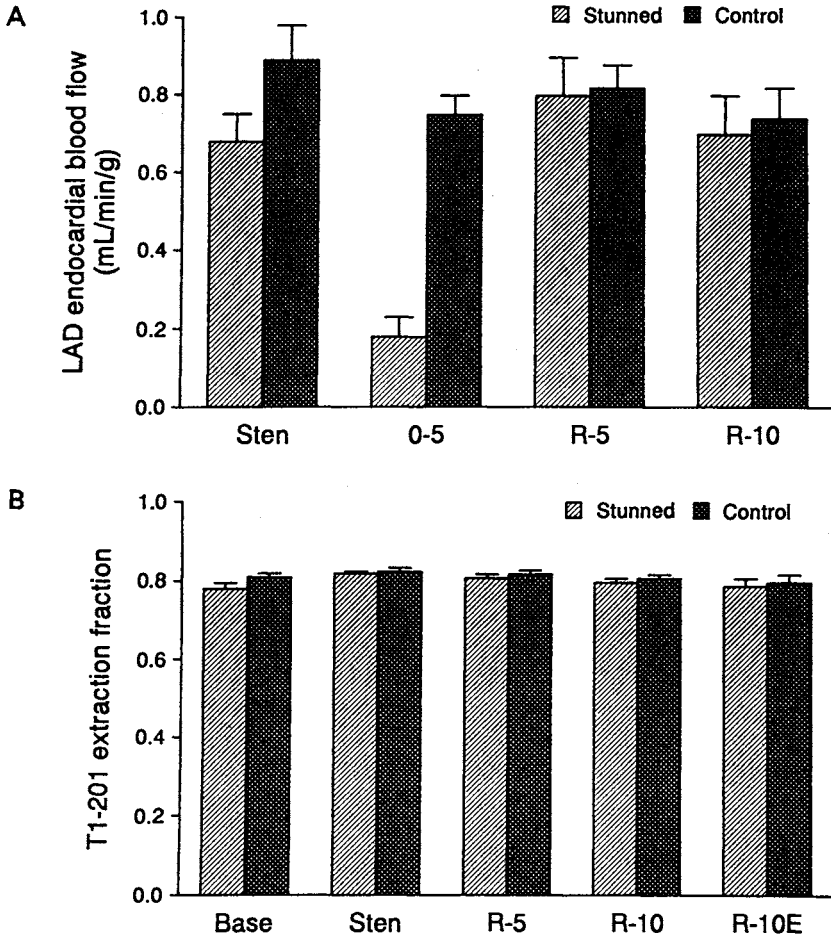 A
Stunned Control
LAD endocardial blood flow
(mL/min/g)
1.0
0.8
0.6
0.4
0.2
0.0
Sten 0-5 R-5 R-10
B
Stunned Control
T1-201 extraction fraction
1.0
0.8
0.6
0.4
0.2
0.0
Base Sten R-5 R-10 R-10E